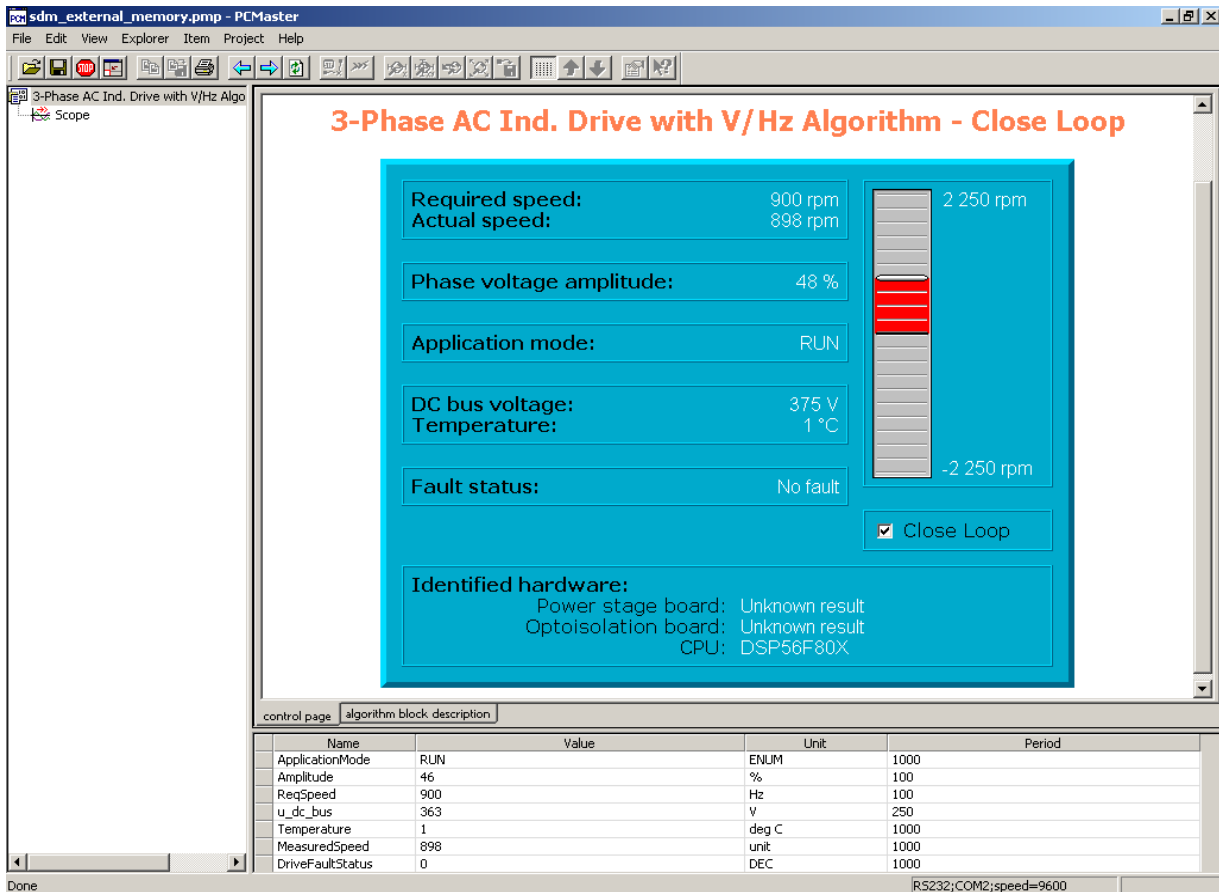 PCM sdm_external_memory.pmp - PCMaster
File Edit View Explorer Item Project Help
STOP
3-Phase AC Ind. Drive with V/Hz Algo
Scope
3-Phase AC Ind. Drive with V/Hz Algorithm - Close Loop
Required speed: 900 rpm
Actual speed: 898 rpm
Phase voltage amplitude: 48 %
Application mode: RUN
DC bus voltage: 375 V
Temperature: 1 °C
Fault status: No fault
2 250 rpm
-2 250 rpm
Close Loop
Identified hardware:
Power stage board: Unknown result
Optoisolation board: Unknown result
CPU: DSP56F80X
control page algorithm block description
Name Value Unit Period
ApplicationMode RUN ENUM 1000
Amplitude 46 % 100
ReqSpeed 900 Hz 100
u_dc_bus 363 V 250
Temperature 1 deg C 1000
MeasuredSpeed 898 unit 1000
DriveFaultStatus 0 DEC 1000
Done RS232;COM2;speed=9600